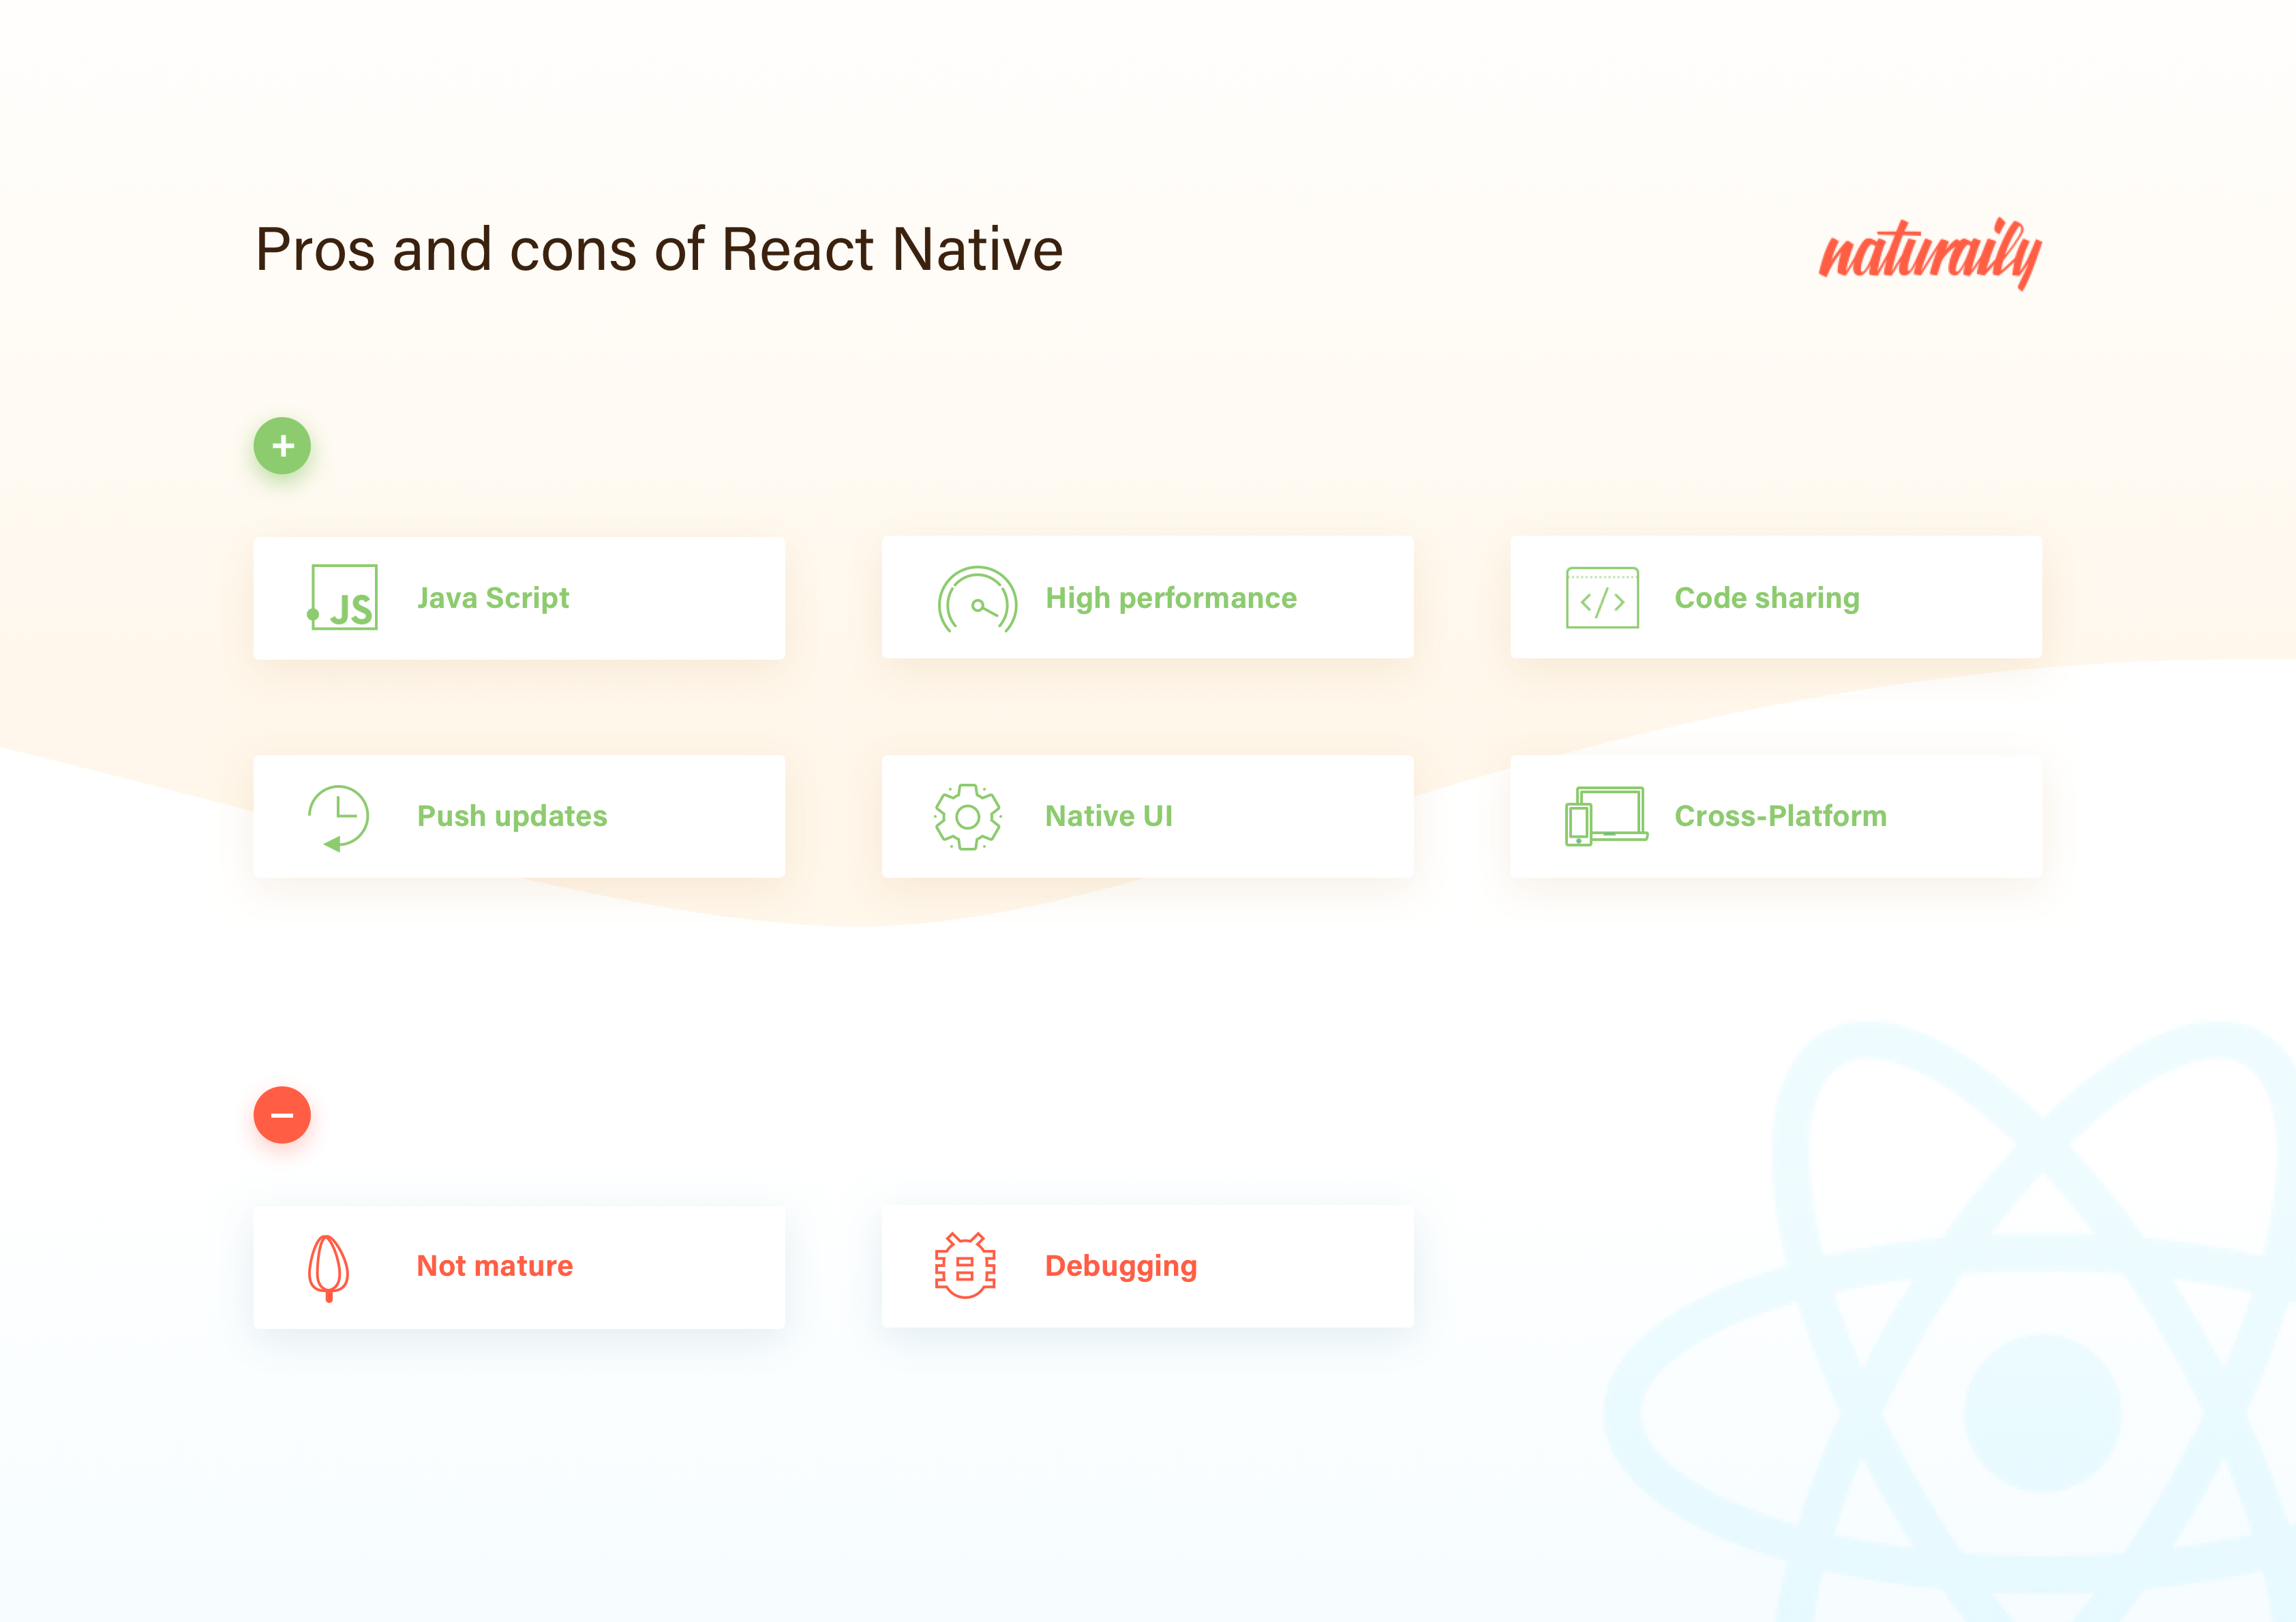 Pros and cons of React Native
naturaily
+
JS
Java Script
High performance
</>
Code sharing
Push updates
Native UI
Cross-Platform
−
Not mature
Debugging